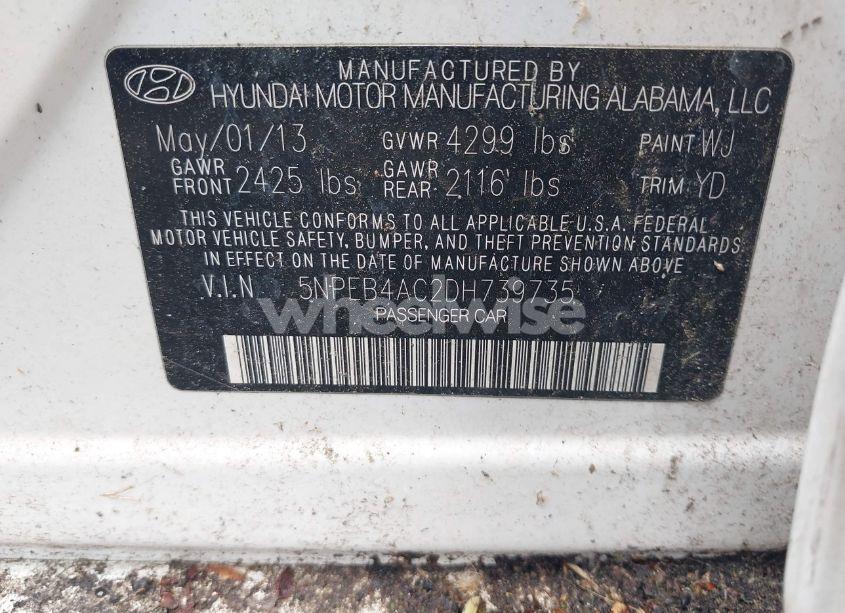 MANUFACTURED BY
HYUNDAI MOTOR MANUFACTURING ALABAMA, LLC
May/01/13 GVWR 4299 lbs PAINT WJ
GAWR FRONT 2425 lbs GAWR REAR: 2116 lbs TRIM: YD
THIS VEHICLE CONFORMS TO ALL APPLICABLE U.S.A. FEDERAL
MOTOR VEHICLE SAFETY, BUMPER, AND THEFT PREVENTION STANDARDS
IN EFFECT ON THE DATE OF MANUFACTURE SHOWN ABOVE
V.I.N 5NPEB4AC2DH739735
wheelwise
PASSENGER CAR